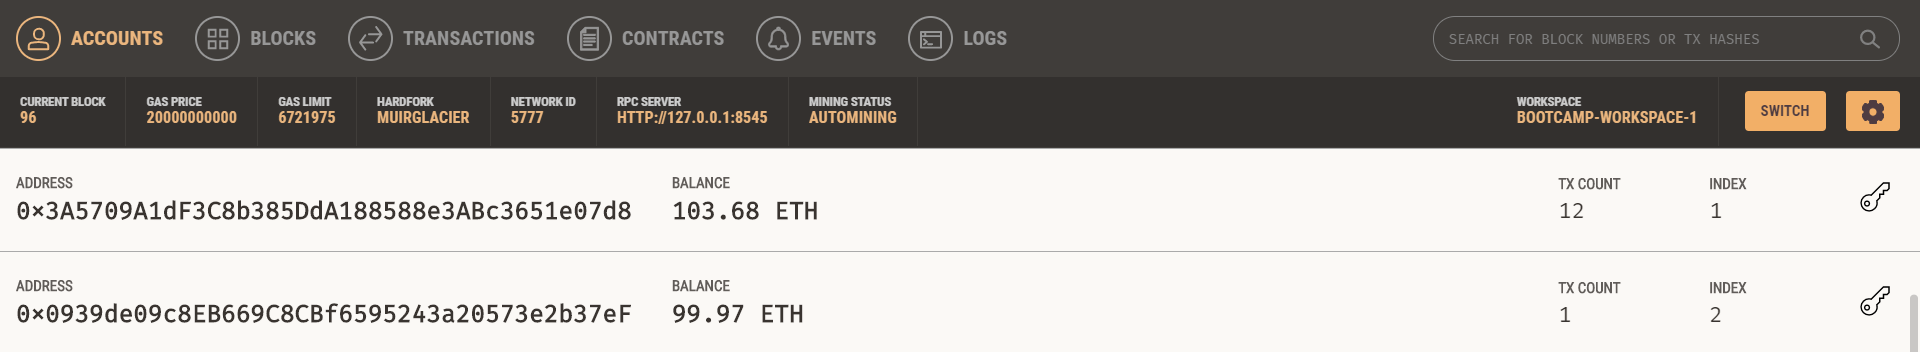 ACCOUNTS BLOCKS TRANSACTIONS CONTRACTS EVENTS LOGS SEARCH FOR BLOCK NUMBERS OR TX HASHES
CURRENT BLOCK GAS PRICE GAS LIMIT HARDFORK NETWORK ID RPC SERVER MINING STATUS WORKSPACE
96 20000000000 6721975 MUIRGLACIER 5777 HTTP://127.0.0.1:8545 AUTOMINING BOOTCAMP-WORKSPACE-1 SWITCH
ADDRESS BALANCE TX COUNT INDEX
0×3A5709A1dF3C8b385DdA188588e3ABc3651e07d8 103.68 ETH 12 1
ADDRESS BALANCE TX COUNT INDEX
0×0939de09c8EB669C8CBf6595243a20573e2b37eF 99.97 ETH 1 2